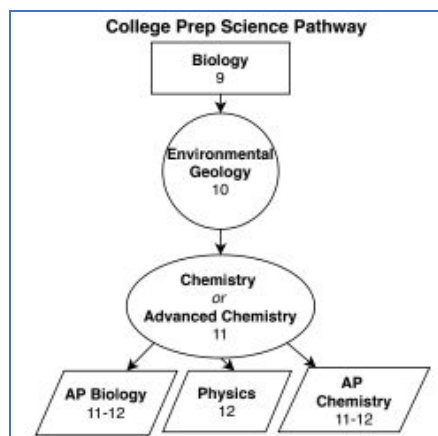 College Prep Science Pathway
Biology
9
Environmental
Geology
10
Chemistry
or
Advanced Chemistry
11
AP Biology
11-12
Physics
12
AP
Chemistry
11-12